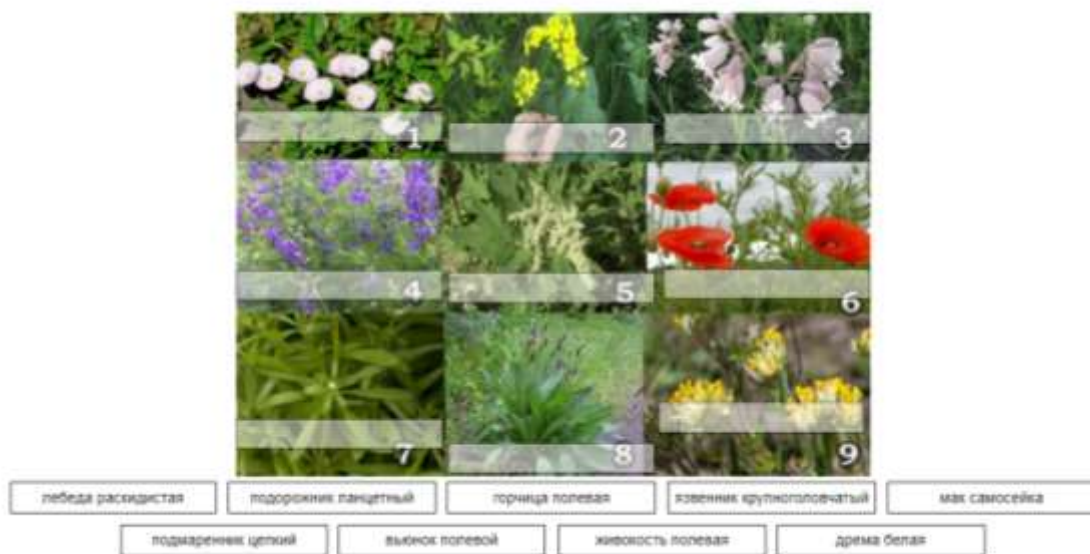 1
2
3
4
5
6
7
8
9
лебеда раскидистая
подорожник ланцетный
горчица полевая
язвенник крупноголовчатый
мак самосейка
подмаренник цепкий
вьюнок полевой
живокость полевая
дрема белая